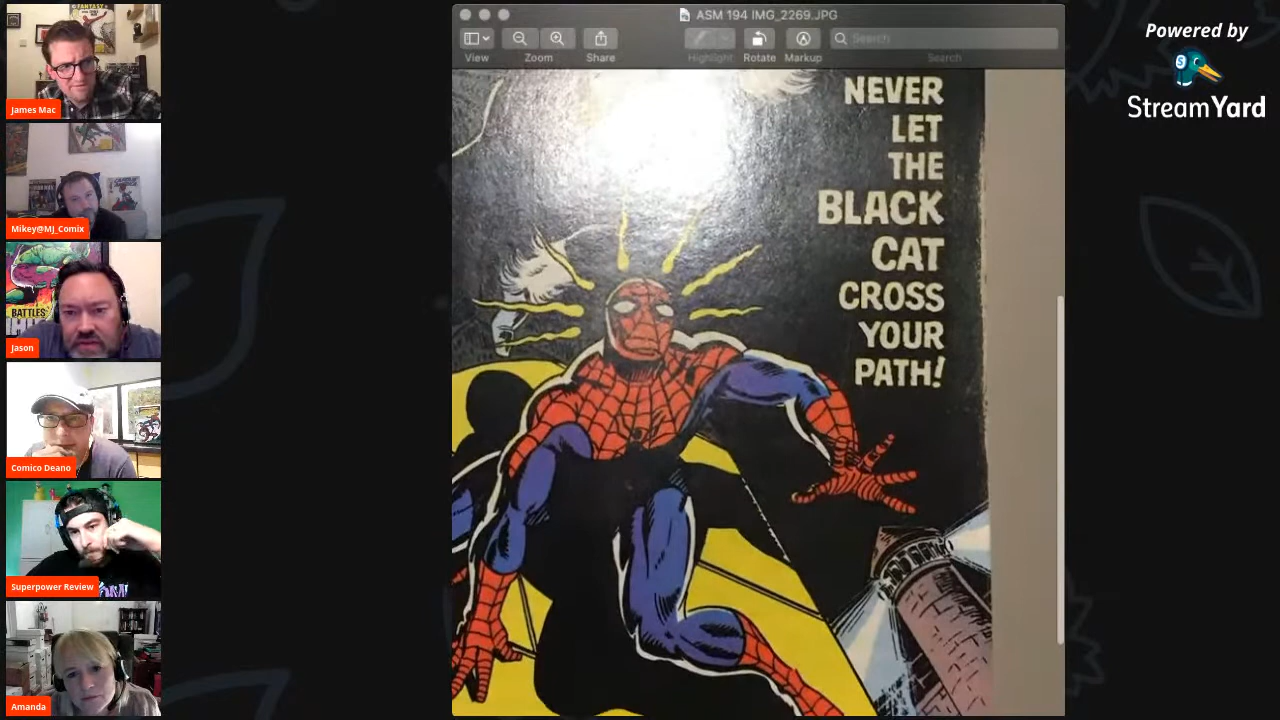 ASM 194 IMG_2269.JPG
View
Zoom
Share
Highlight
Rotate
Markup
Search
Search
NEVER
LET
THE
BLACK
CAT
CROSS
YOUR
PATH!
Powered by
StreamYard
James Mac
Mikey@MJ_Comix
BATTLES
Jason
Comico Deano
Superpower Review
Amanda